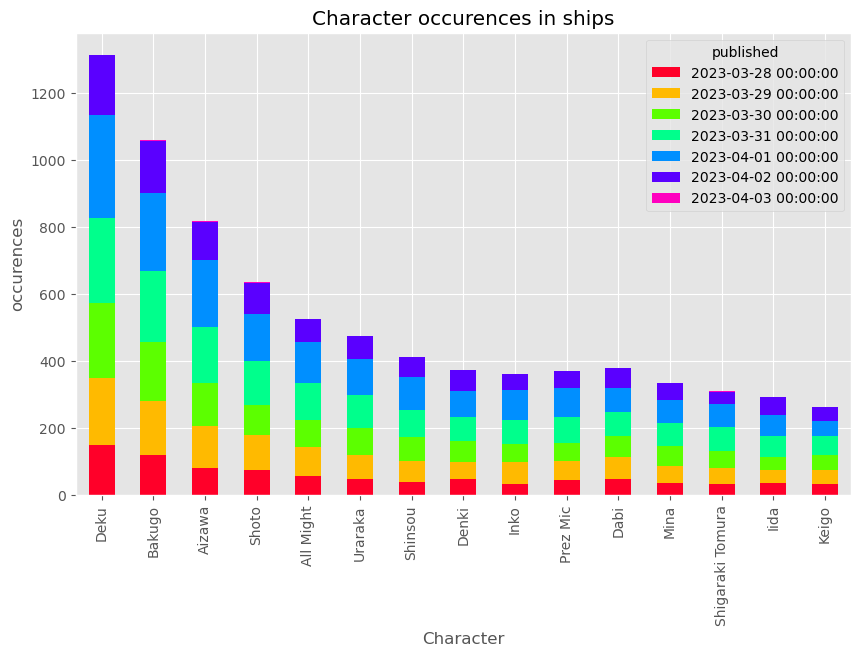 Character occurences in ships
published
2023-03-28 00:00:00
2023-03-29 00:00:00
2023-03-30 00:00:00
2023-03-31 00:00:00
2023-04-01 00:00:00
2023-04-02 00:00:00
2023-04-03 00:00:00
occurences
1200
1000
800
600
400
200
0
Deku
Bakugo
Aizawa
Shoto
All Might
Uraraka
Shinsou
Denki
Inko
Prez Mic
Dabi
Mina
Shigaraki Tomura
Iida
Keigo
Character